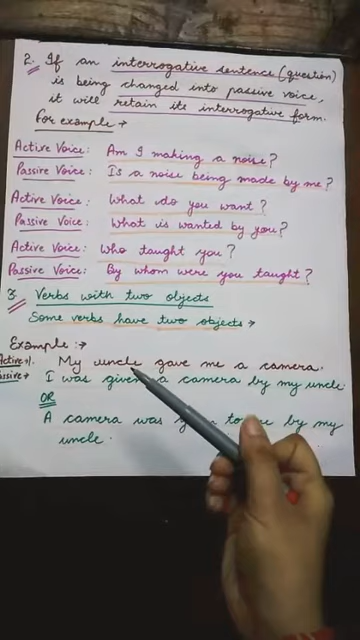 2. If an interrogative sentence (question)
is being changed into passive voice,
it will retain its interrogative form.
For example →
Active Voice: Am I making a noise?
Passive Voice: Is a noise being made by me?
Active Voice: What do you want?
Passive Voice: What is wanted by you?
Active Voice: Who taught you?
Passive Voice: By whom were you taught?
3. Verbs with two objects
Some verbs have two objects →
Example :→
Active → My uncle gave me a camera.
Passive → I was given a camera by my uncle
OR
A camera was to by my
uncle.